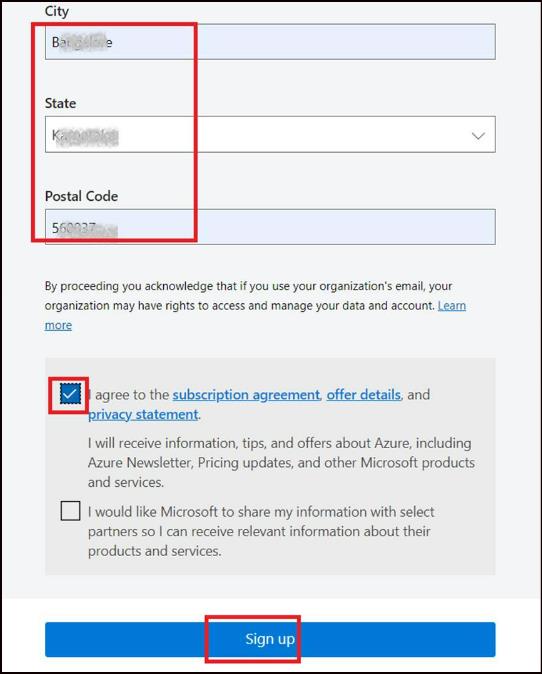 City
State
Postal Code
By proceeding you acknowledge that if you use your organization's email, your
organization may have rights to access and manage your data and account. Learn
more
I agree to the subscription agreement, offer details, and
privacy statement.
I will receive information, tips, and offers about Azure, including
Azure Newsletter, Pricing updates, and other Microsoft products
and services.
I would like Microsoft to share my information with select
partners so I can receive relevant information about their
products and services.
Sign up